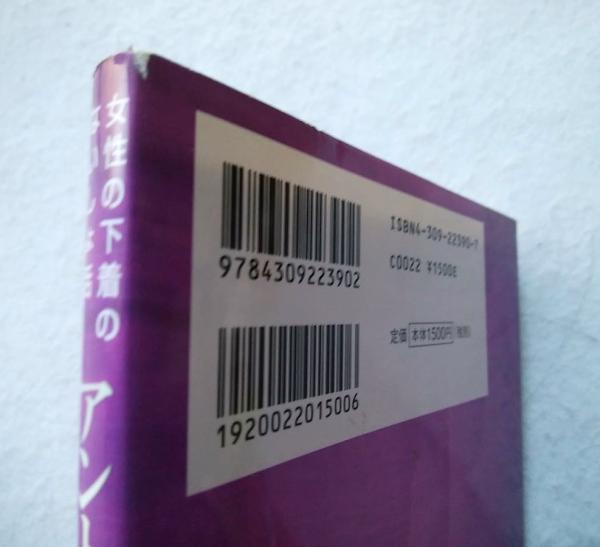 女性の下着の
アン
9784309223902
1920022015006
ISBN4-309-22390-7
C0022 ¥1500E
定価 本体1500円 (税別)